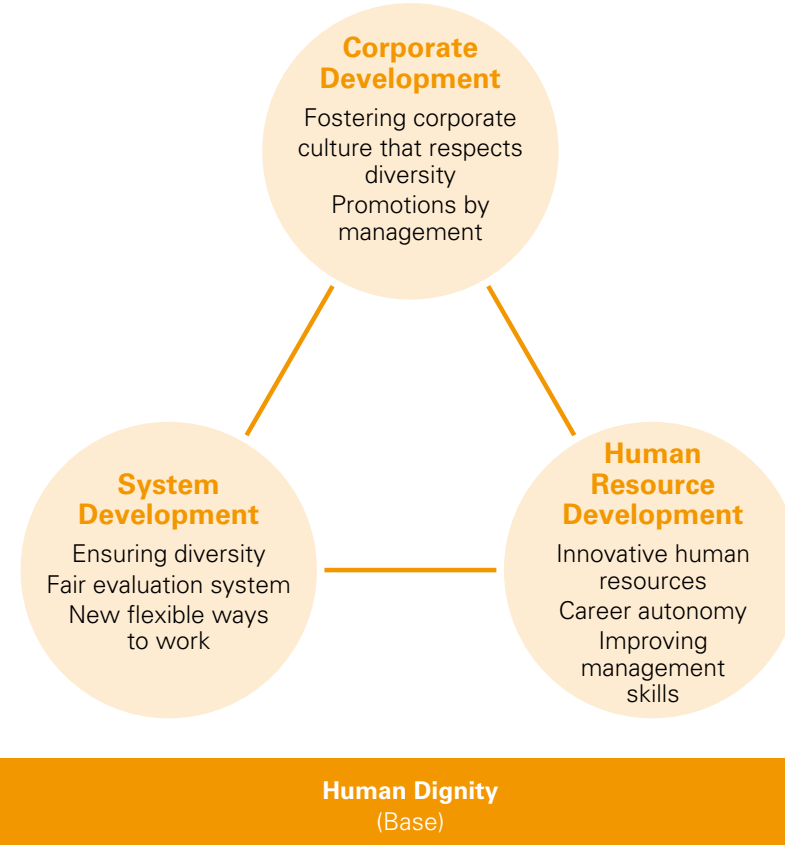 Corporate
Development
Fostering corporate
culture that respects
diversity
Promotions by
management
System
Development
Ensuring diversity
Fair evaluation system
New flexible ways
to work
Human
Resource
Development
Innovative human
resources
Career autonomy
Improving
management
skills
Human Dignity
(Base)